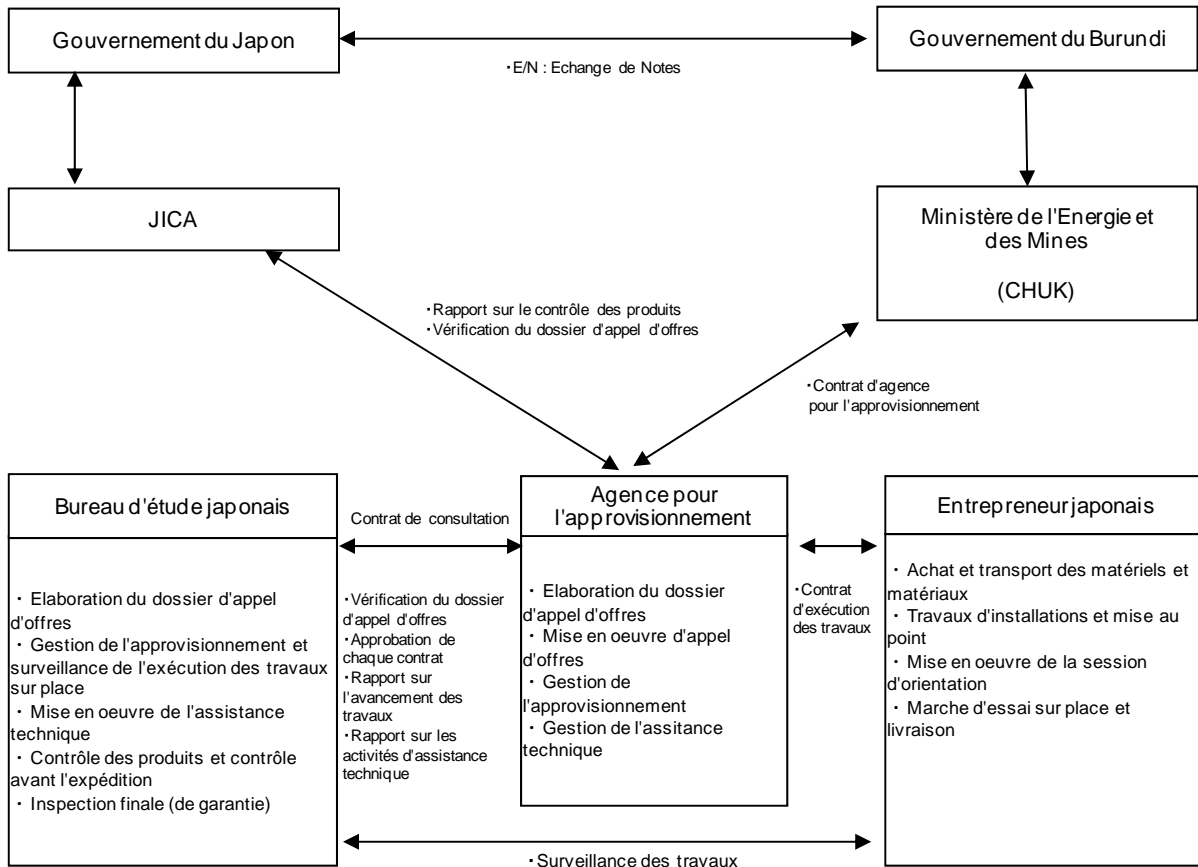 Gouvernement du Japon
Gouvernement du Burundi
・E/N : Echange de Notes
JICA
Ministère de l'Energie et
des Mines
(CHUK)
・Rapport sur le contrôle des produits
・Vérification du dossier d'appel d'offres
・Contrat d'agence
pour l'approvisionnement
Bureau d'étude japonais
・ Elaboration du dossier d'appel
d'offres
・ Gestion de l'approvisionnement et
surveillance de l'exécution des travaux
sur place
・ Mise en oeuvre de l'assistance
technique
・ Contrôle des produits et contrôle
avant l'expédition
・ Inspection finale (de garantie)
Contrat de consultation
・Vérification du dossier
d'appel d'offres
・Approbation de
chaque contrat
・Rapport sur
l'avancement des
travaux
・Rapport sur les
activités d'assistance
technique
Agence pour
l'approvisionnement
・ Elaboration du dossier
d'appel d'offres
・ Mise en oeuvre d'appel
d'offres
・ Gestion de
l'approvisionnement
・ Gestion de l'assitance
technique
・Contrat
d'exécution
des travaux
Entrepreneur japonais
・ Achat et transport des matériels et
matériaux
・ Travaux d'installations et mise au
point
・ Mise en oeuvre de la session
d'orientation
・ Marche d'essai sur place et
livraison
・Surveillance des travaux